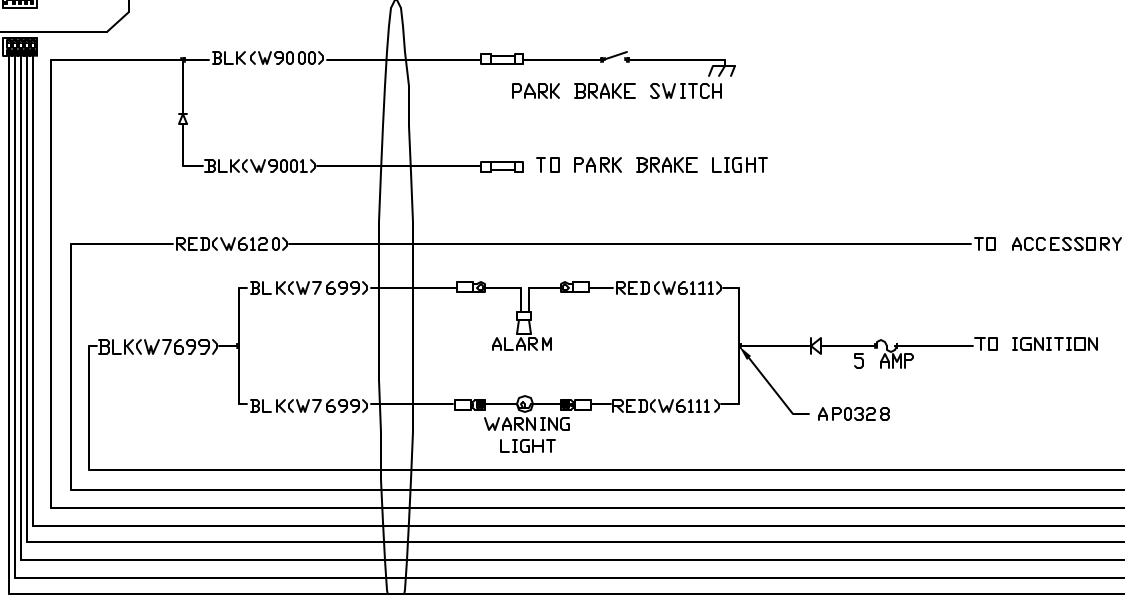 BLK(W9000)
PARK BRAKE SWITCH
BLK(W9001)
TO PARK BRAKE LIGHT
RED(W6120)
TO ACCESSORY
BLK(W7699)
RED(W6111)
ALARM
BLK(W7699)
TO IGNITION
5 AMP
BLK(W7699)
RED(W6111)
AP0328
WARNING
LIGHT